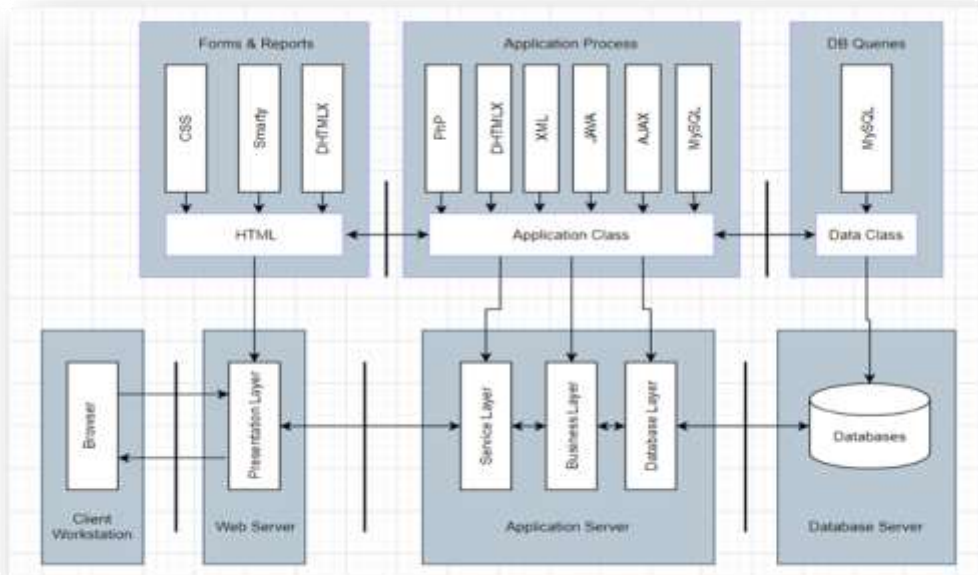 Forms & Reports
Application Process
DB Queries
CSS
Smarty
DHTMLX
PhP
DHTMLX
XML
JAVA
AJAX
MySQL
MySQL
HTML
Application Class
Data Class
Browser
Presentation Layer
Service Layer
Business Layer
Database Layer
Databases
Client
Workstation
Web Server
Application Server
Database Server